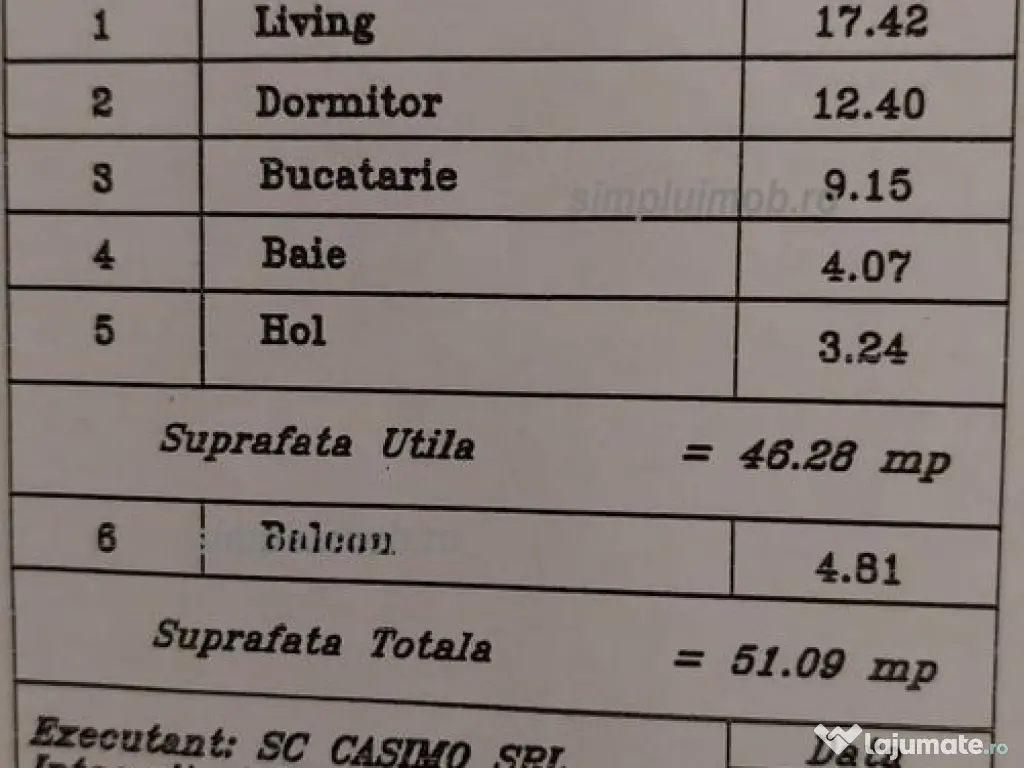 1 Living 17.42
2 Dormitor 12.40
3 Bucatarie 9.15
simpluimob.ro
4 Baie 4.07
5 Hol 3.24
Suprafata Utila = 46.28 mp
6 Balcon 4.81
Suprafata Totala = 51.09 mp
Executant: SC CASIMO SRL
Data
lajumate.ro